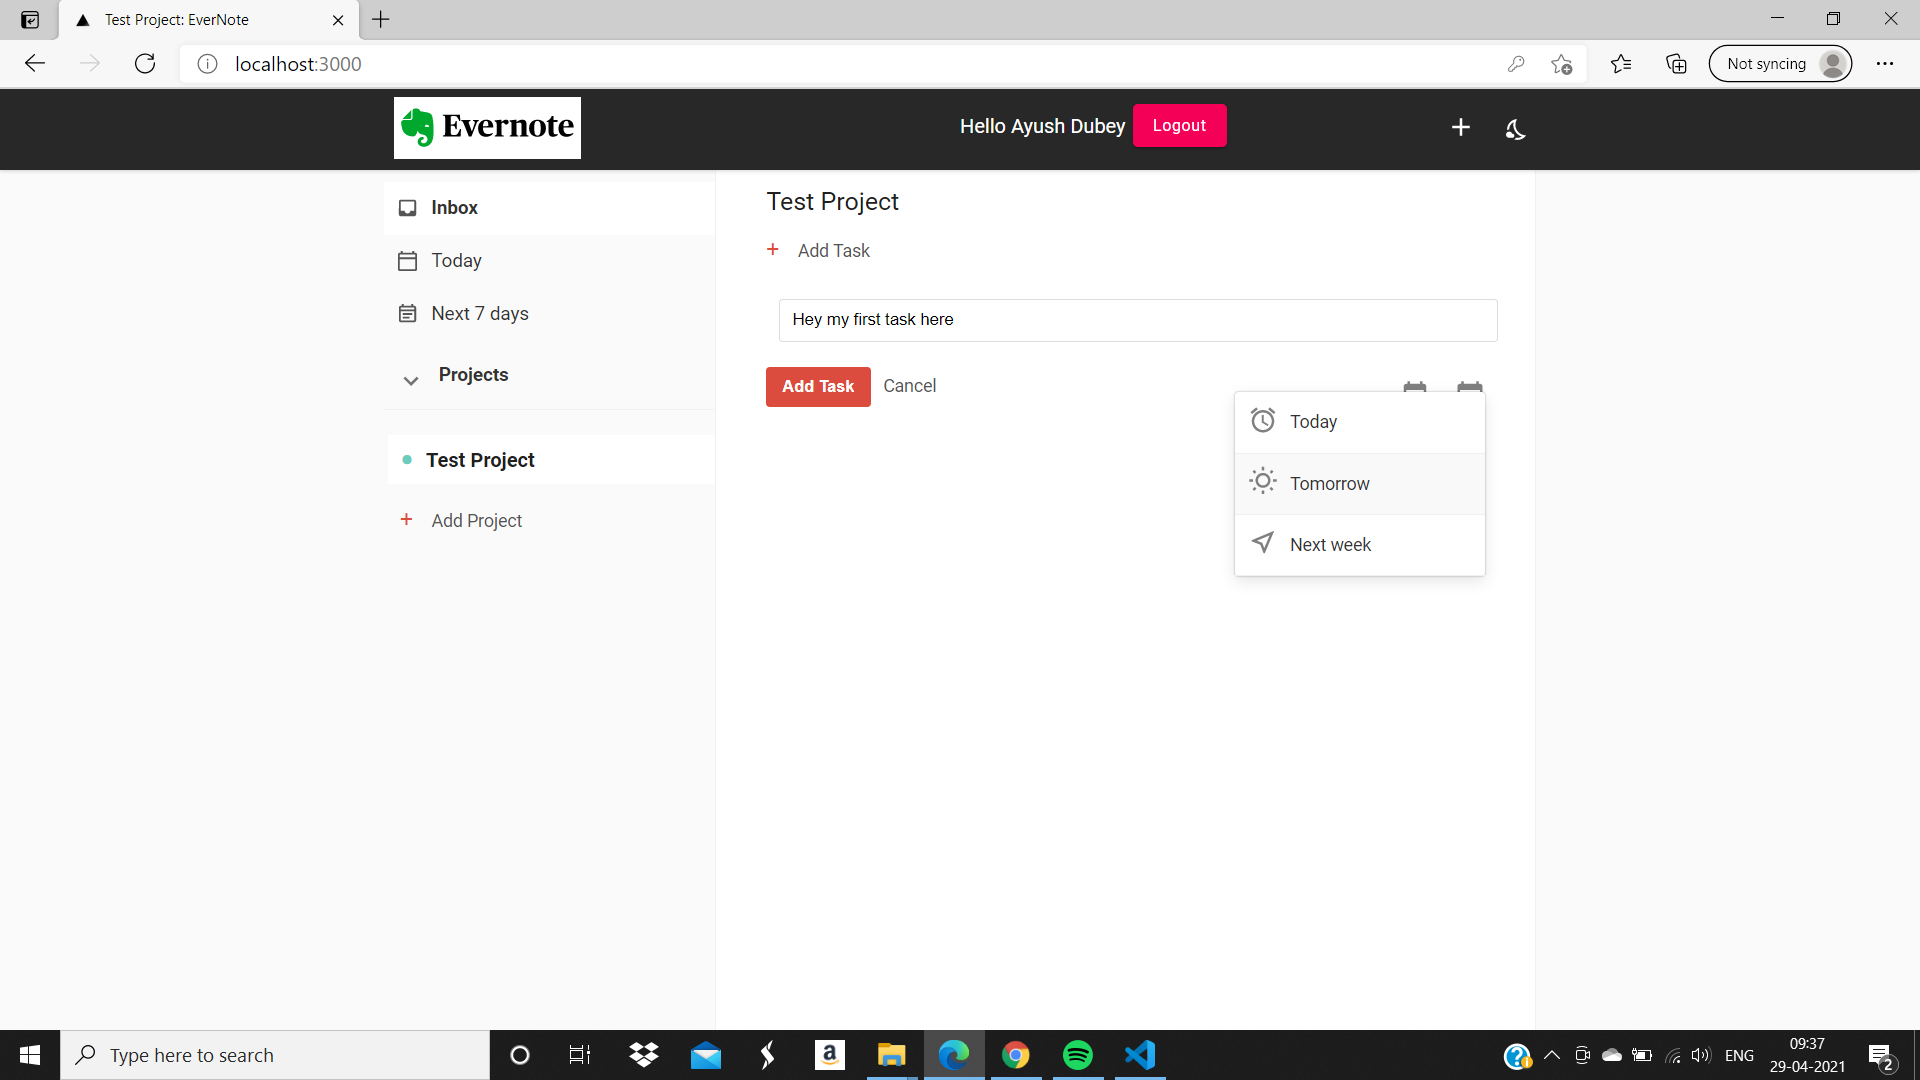 Test Project: EverNote
localhost:3000
Not syncing
Evernote
Hello Ayush Dubey
Logout
Inbox
Today
Next 7 days
Projects
Test Project
Add Project
Test Project
Add Task
Hey my first task here
Add Task
Cancel
Today
Tomorrow
Next week
Type here to search
a
ENG
09:37
29-04-2021
2